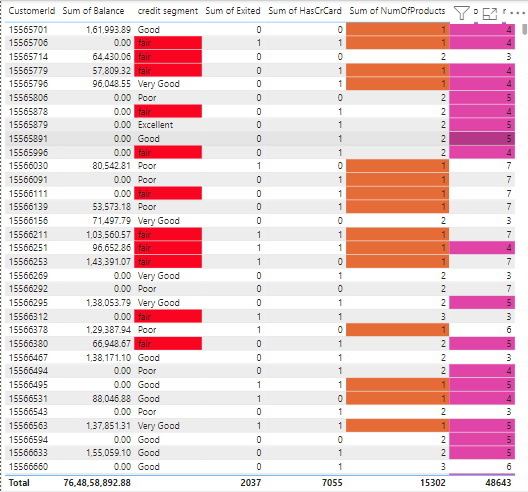 CustomerId Sum of Balance credit segment Sum of Exited Sum of HasCrCard Sum of NumOfProducts
15565701 1,61,993.89 Good 0 0 1 4
15565706 0.00 fair 1 1 1 4
15565714 64,430.06 fair 0 0 2 3
15565779 57,809.32 fair 0 1 1 4
15565796 96,048.55 Very Good 0 1 1 4
15565806 0.00 Poor 0 0 2 5
15565878 0.00 fair 0 1 2 4
15565879 0.00 Excellent 0 1 2 5
15565891 0.00 Good 0 1 2 5
15565996 0.00 fair 0 1 2 4
15566030 80,542.81 Poor 1 0 1 7
15566091 0.00 Poor 0 1 1 7
15566111 0.00 fair 0 1 1 7
15566139 53,573.18 Poor 0 1 1 7
15566156 71,497.79 Very Good 0 0 2 3
15566211 1,03,560.57 fair 1 1 1 7
15566251 96,652.86 fair 1 1 1 4
15566253 1,43,391.07 fair 1 0 1 7
15566269 0.00 Very Good 0 1 2 3
15566292 0.00 Poor 0 0 2 7
15566295 1,38,053.79 Very Good 0 1 2 5
15566312 0.00 fair 1 1 3 3
15566378 1,29,387.94 Poor 1 0 1 6
15566380 66,948.67 fair 0 1 2 5
15566467 1,38,171.10 Good 0 1 2 3
15566494 0.00 Poor 0 1 2 4
15566495 0.00 Good 1 1 1 5
15566531 88,046.88 Good 1 0 1 4
15566543 0.00 Poor 0 1 2 3
15566563 1,37,851.31 Very Good 1 1 1 5
15566594 0.00 Good 0 0 2 5
15566633 1,55,059.10 Good 0 1 2 5
15566660 0.00 Good 0 1 3 6
Total 76,48,58,892.88 2037 7055 15302 48643